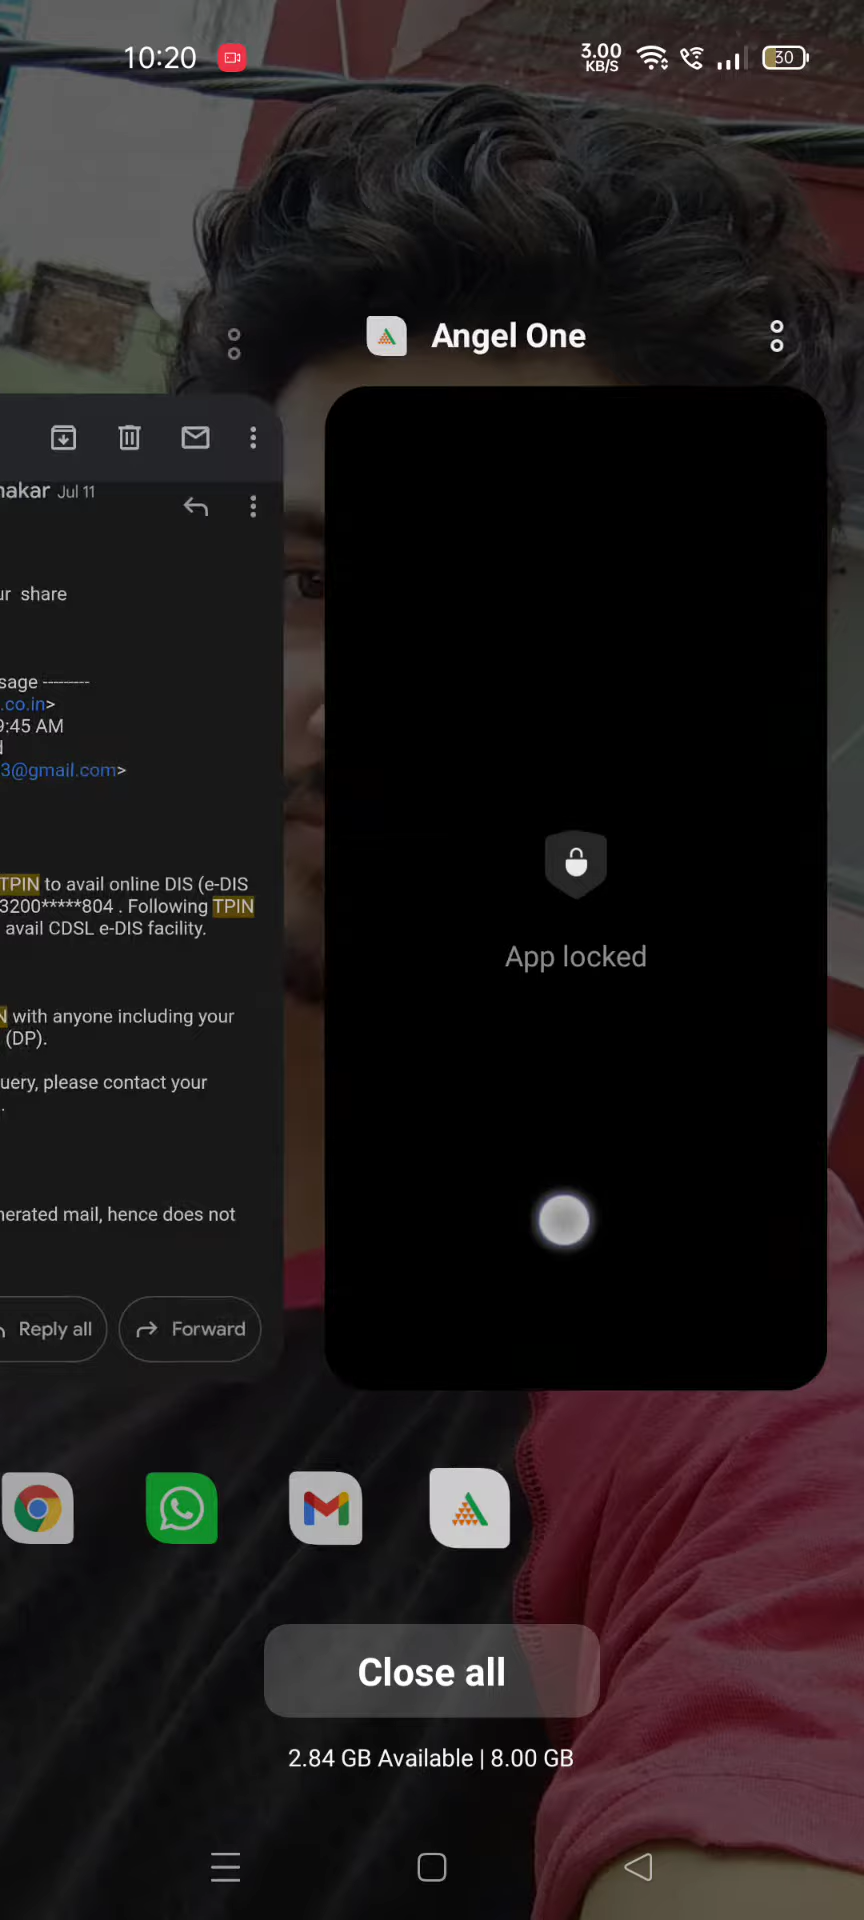 10:20
3.00
KB/S
30
Angel One
nakar Jul 11
ur share
sage ---------
.co.in>
9:45 AM
3@gmail.com>
TPIN to avail online DIS (e-DIS
3200*****804 . Following TPIN
avail CDSL e-DIS facility.
N with anyone including your
(DP).
uery, please contact your
.
nerated mail, hence does not
Reply all
Forward
App locked
Close all
2.84 GB Available | 8.00 GB